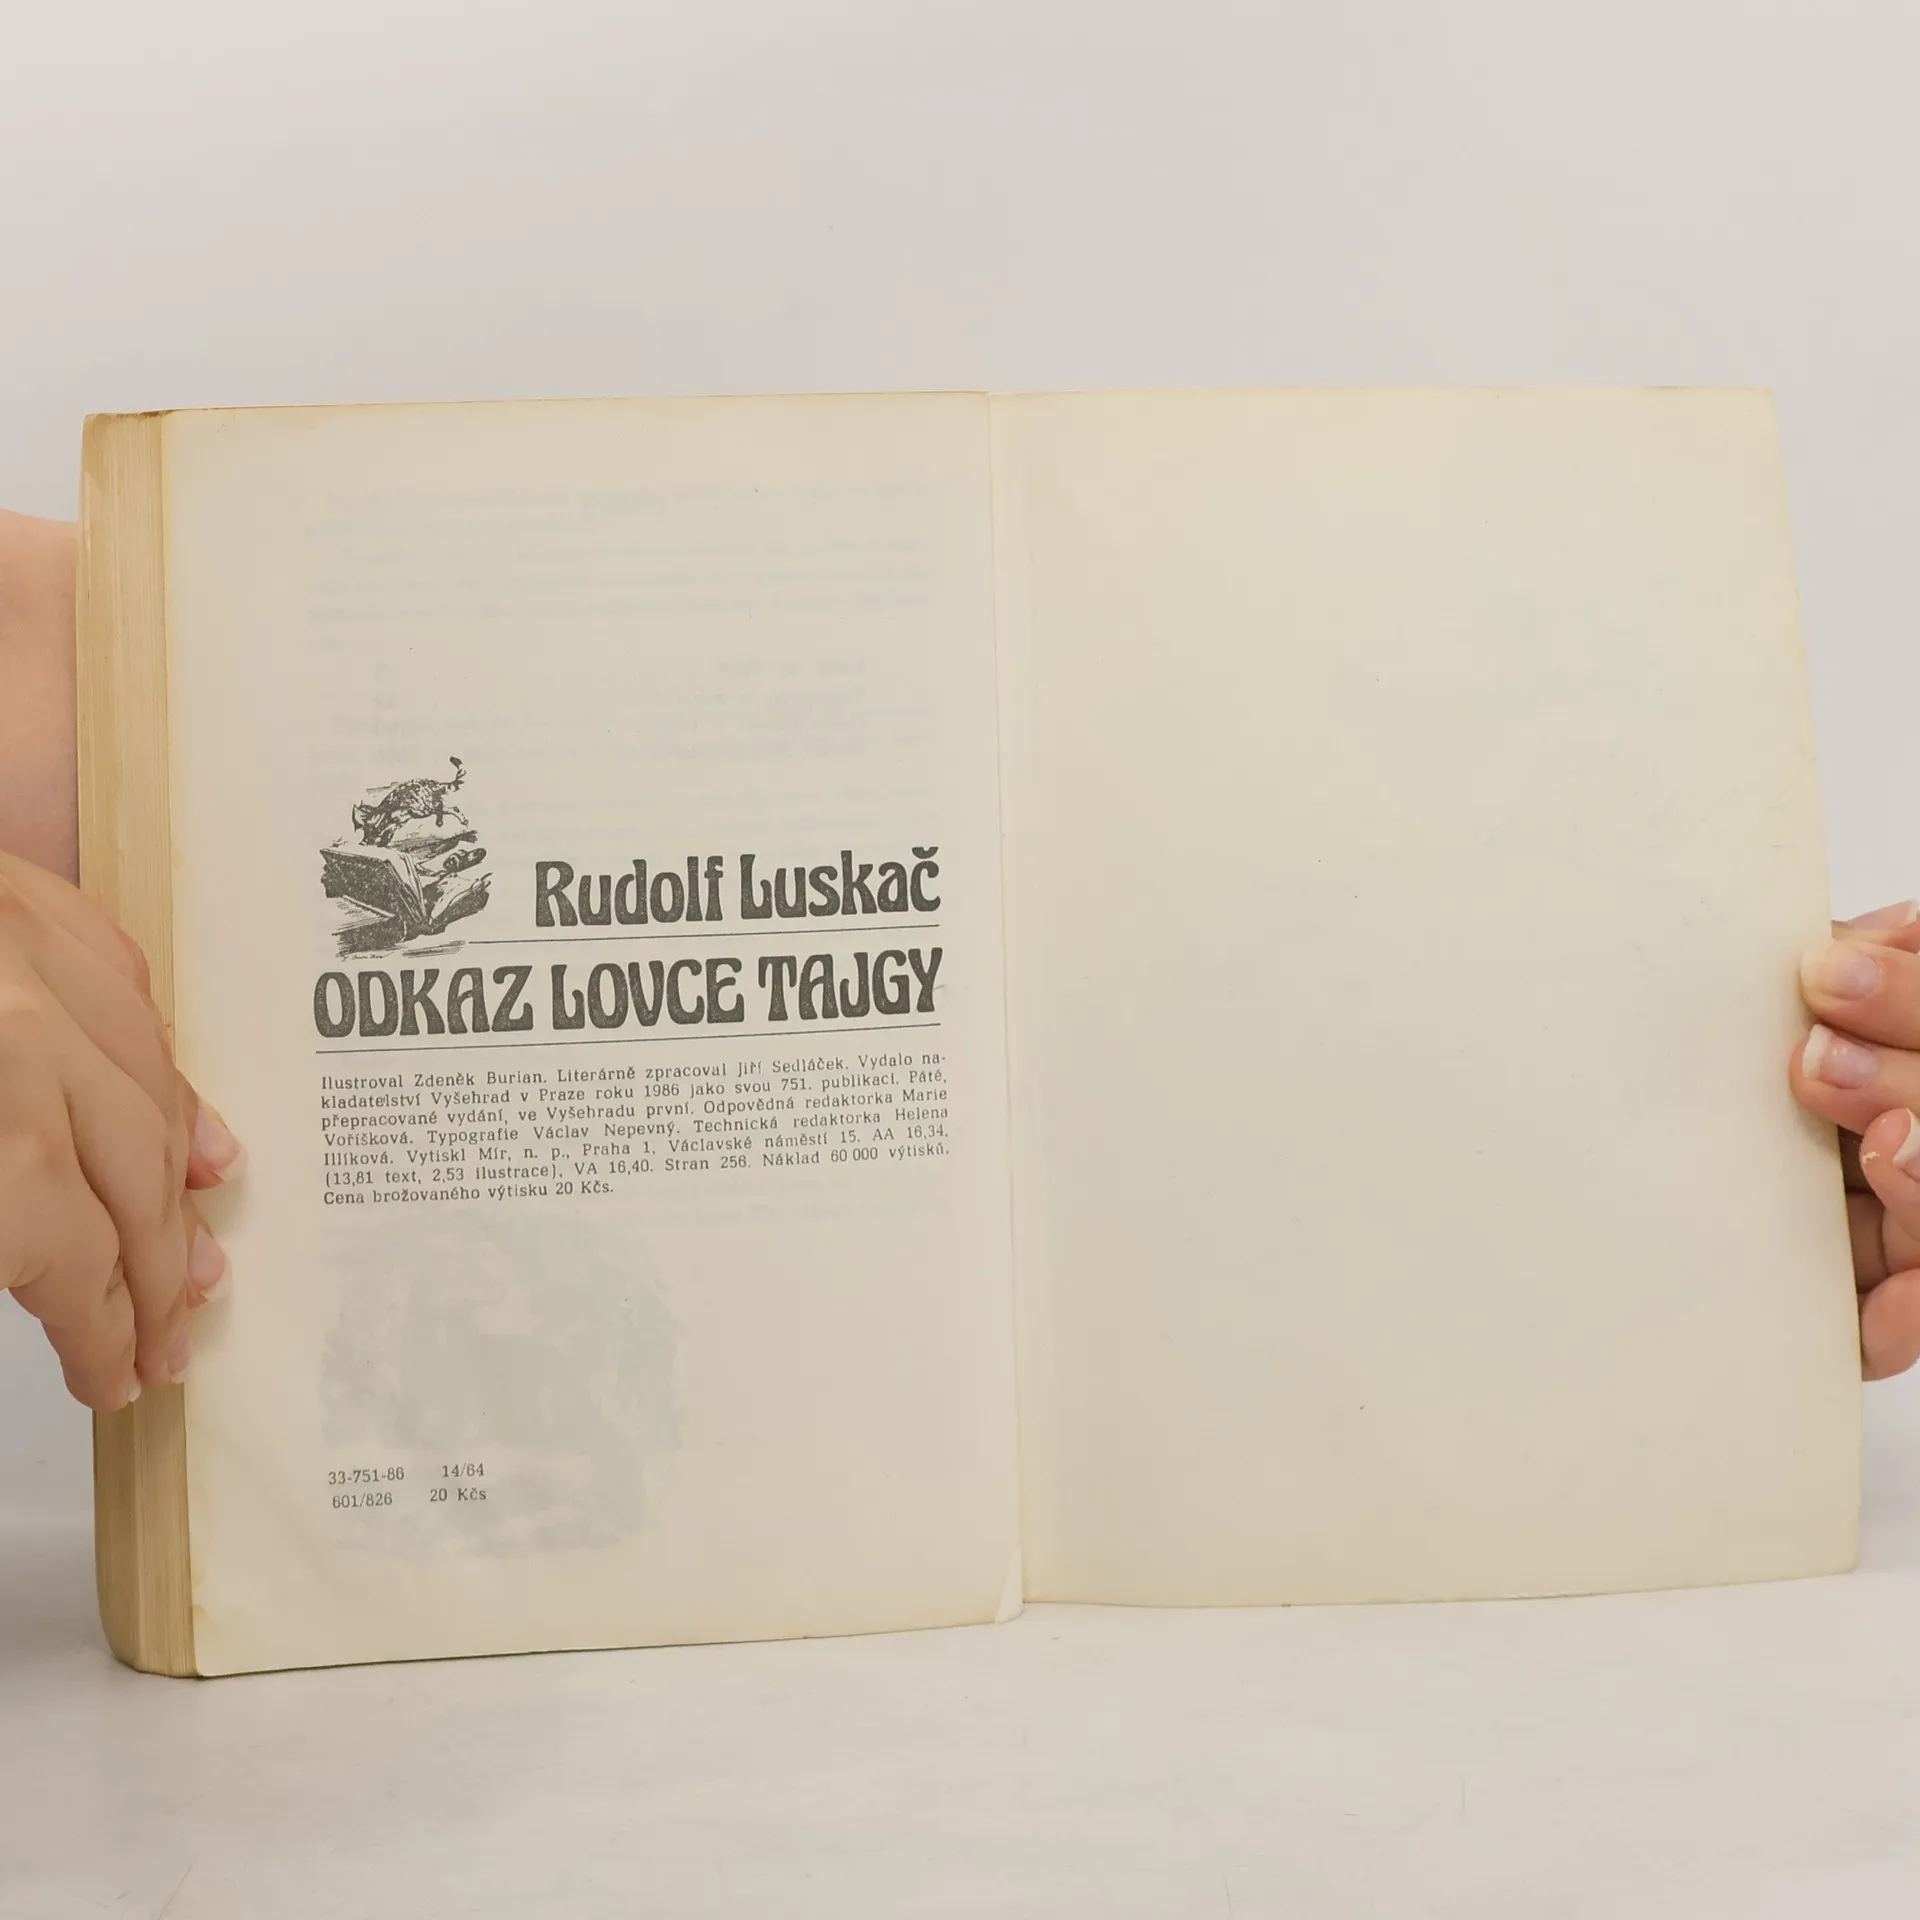 Rudolf Luskač
ODKAZ LOVCE TAJGY
Ilustroval Zdeněk Burian. Literárně zpracoval Jiří Sedláček. Vydalo na-
kladatelství Vyšehrad v Praze roku 1986 jako svou 751. publikaci. Páté,
přepracované vydání, ve Vyšehradu první. Odpovědná redaktorka Marie
Voříšková. Typografie Václav Nepevný. Technická redaktorka Helena
Illíková. Vytiskl Mír, n. p., Praha 1, Václavské náměstí 15. AA 16,34.
(13,81 text, 2,53 ilustrace), VA 16,40. Stran 256. Náklad 60 000 výtisků.
Cena brožovaného výtisku 20 Kčs.
33-751-86 14/64
601/826 20 Kčs